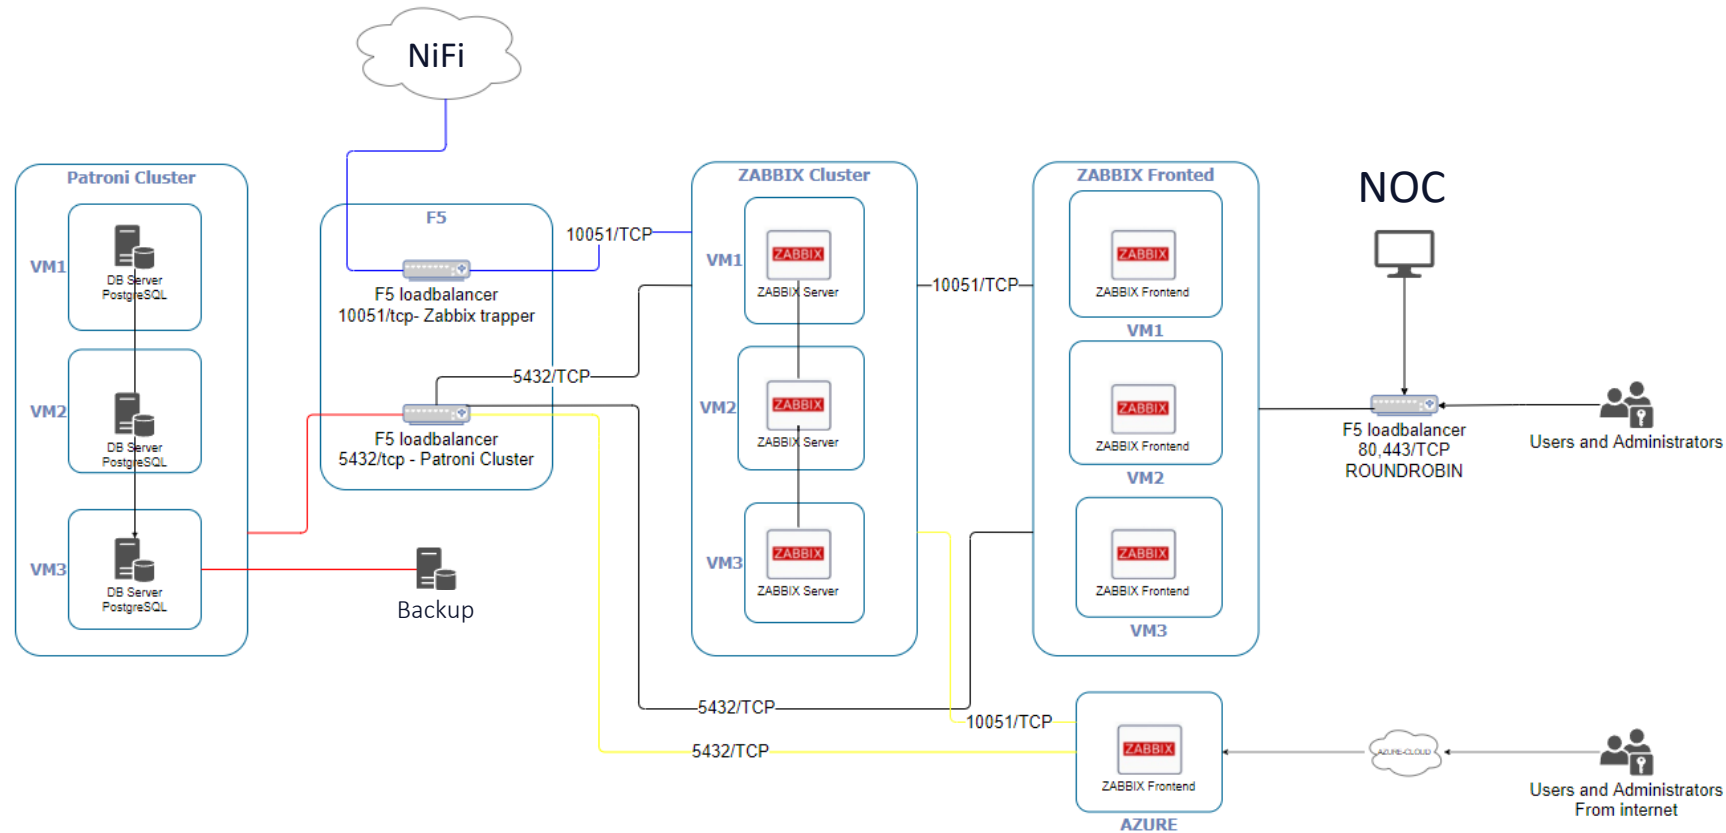 NiFi
Patroni Cluster
VM1
DB Server
PostgreSQL
VM2
DB Server
PostgreSQL
VM3
DB Server
PostgreSQL
F5
F5 loadbalancer
10051/tcp- Zabbix trapper
F5 loadbalancer
5432/tcp - Patroni Cluster
Backup
10051/TCP
5432/TCP
ZABBIX Cluster
VM1
ZABBIX
ZABBIX Server
VM2
ZABBIX
ZABBIX Server
VM3
ZABBIX
ZABBIX Server
10051/TCP
5432/TCP
10051/TCP
5432/TCP
ZABBIX Fronted
ZABBIX
ZABBIX Frontend
VM1
ZABBIX
ZABBIX Frontend
VM2
ZABBIX
ZABBIX Frontend
VM3
ZABBIX
ZABBIX Frontend
AZURE
NOC
F5 loadbalancer
80,443/TCP
ROUNDROBIN
Users and Administrators
AZURE-CLOUD
Users and Administrators
From internet